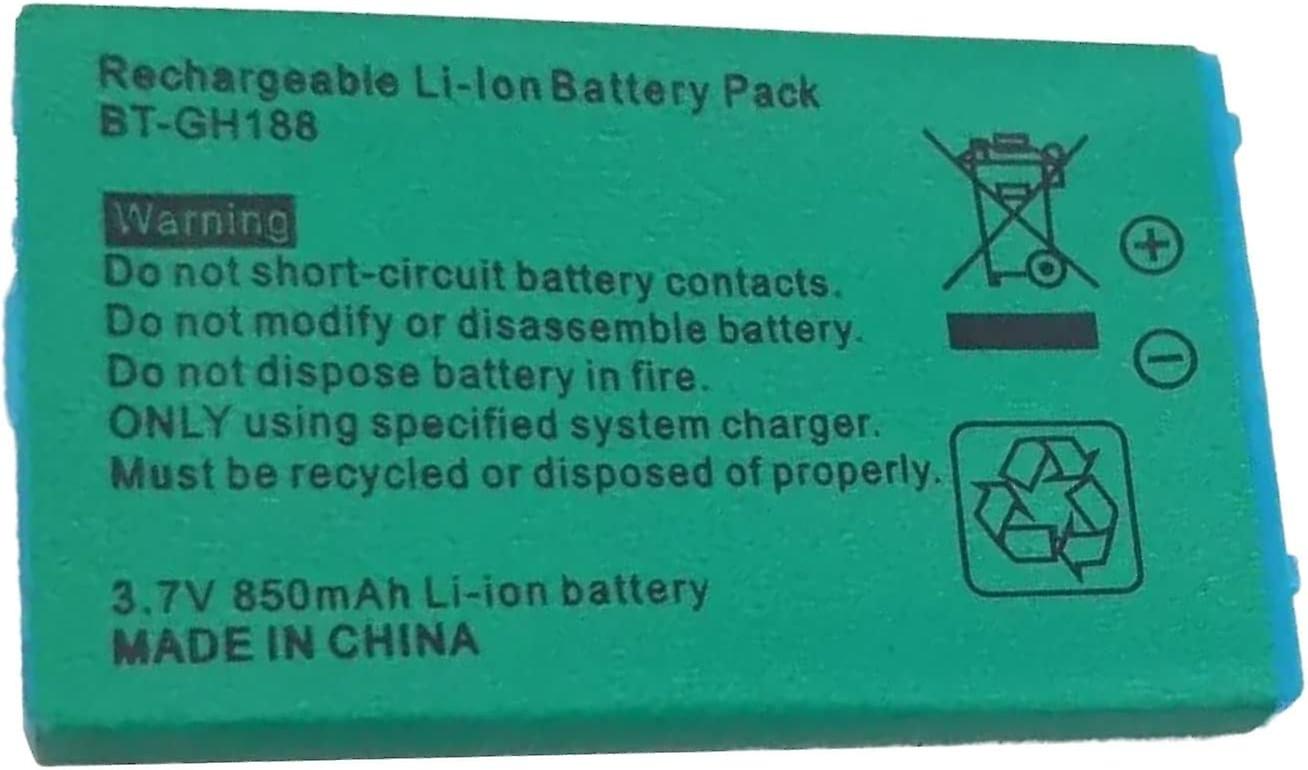 Rechargeable Li-Ion Battery Pack
BT-GH188
Warning
Do not short-circuit battery contacts.
Do not modify or disassemble battery.
Do not dispose battery in fire.
ONLY using specified system charger.
Must be recycled or disposed of properly.
3.7V 850mAh Li-ion battery
MADE IN CHINA
+
−